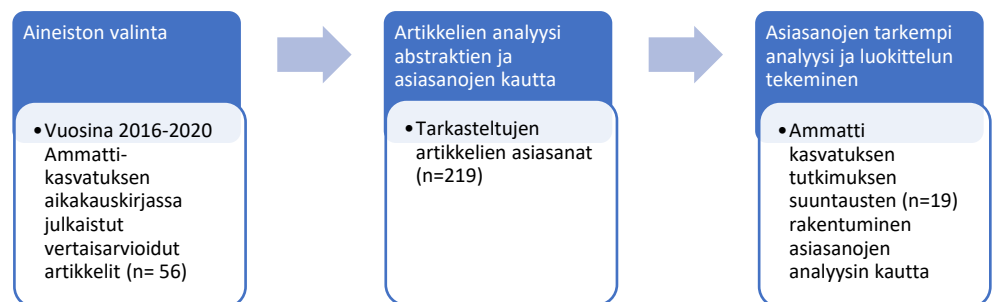 Aineiston valinta
•Vuosina 2016-2020
Ammatti-
kasvatuksen
aikakauskirjassa
julkaistut
vertaisarvioidut
artikkelit (n= 56)
Artikkelien analyysi
abstraktien ja
asiasanojen kautta
•Tarkasteltujen
artikkelien asiasanat
(n=219)
Asiasanojen tarkempi
analyysi ja luokittelun
tekeminen
•Ammatti
kasvatuksen
tutkimuksen
suuntausten (n=19)
rakentuminen
asiasanojen
analyysin kautta